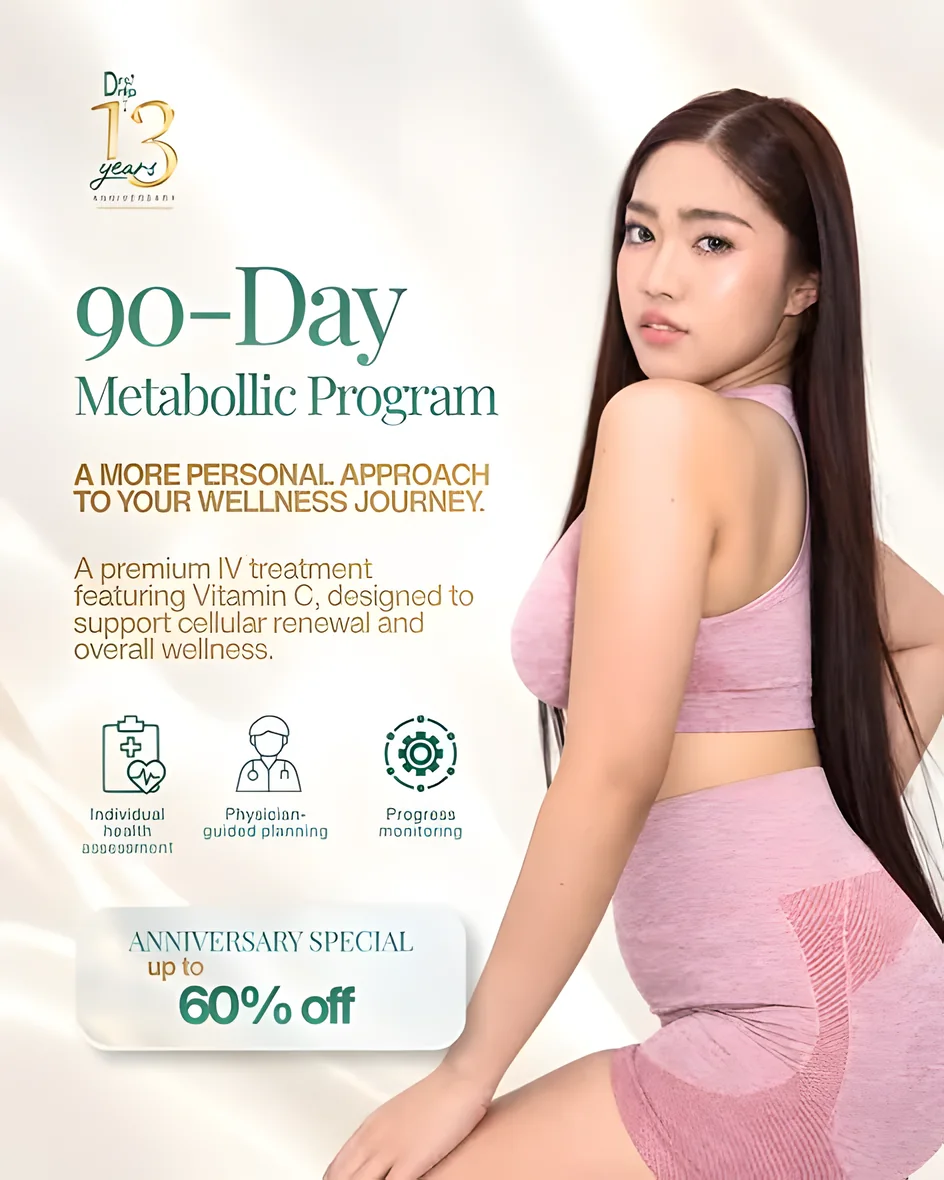 13
years
ANNIVERSARY
90-Day
Metabollic Program
A MORE PERSONAL. APPROACH
TO YOUR WELLNESS JOURNEY.
A premium IV treatment
featuring Vitamin C, designed to
support cellular renewal and
overall wellness.
Individual
health
assessment
Physician-
guided planning
Progress
monitoring
ANNIVERSARY SPECIAL
up to
60% off